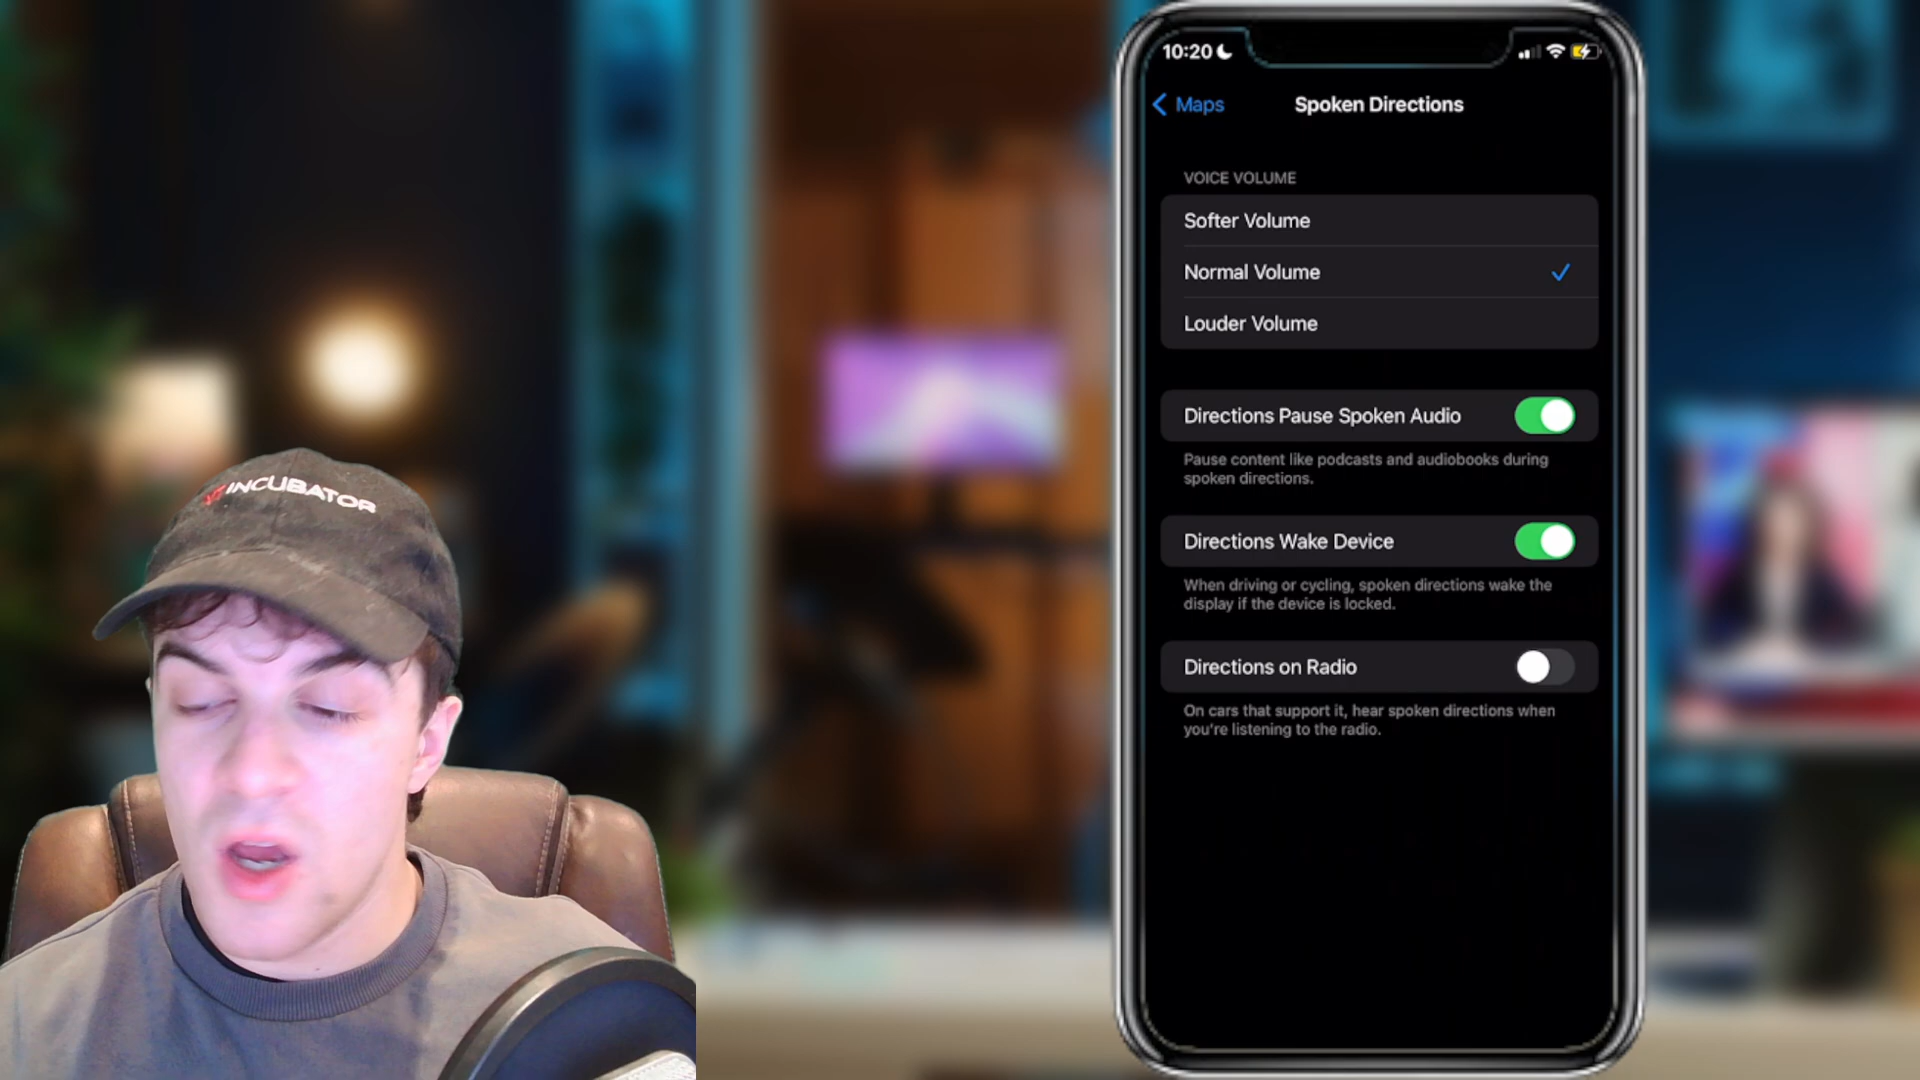 INCUBATOR
10:20
Maps
Spoken Directions
VOICE VOLUME
Softer Volume
Normal Volume
Louder Volume
Directions Pause Spoken Audio
Pause content like podcasts and audiobooks during
spoken directions.
Directions Wake Device
When driving or cycling, spoken directions wake the
display if the device is locked.
Directions on Radio
On cars that support it, hear spoken directions when
you're listening to the radio.